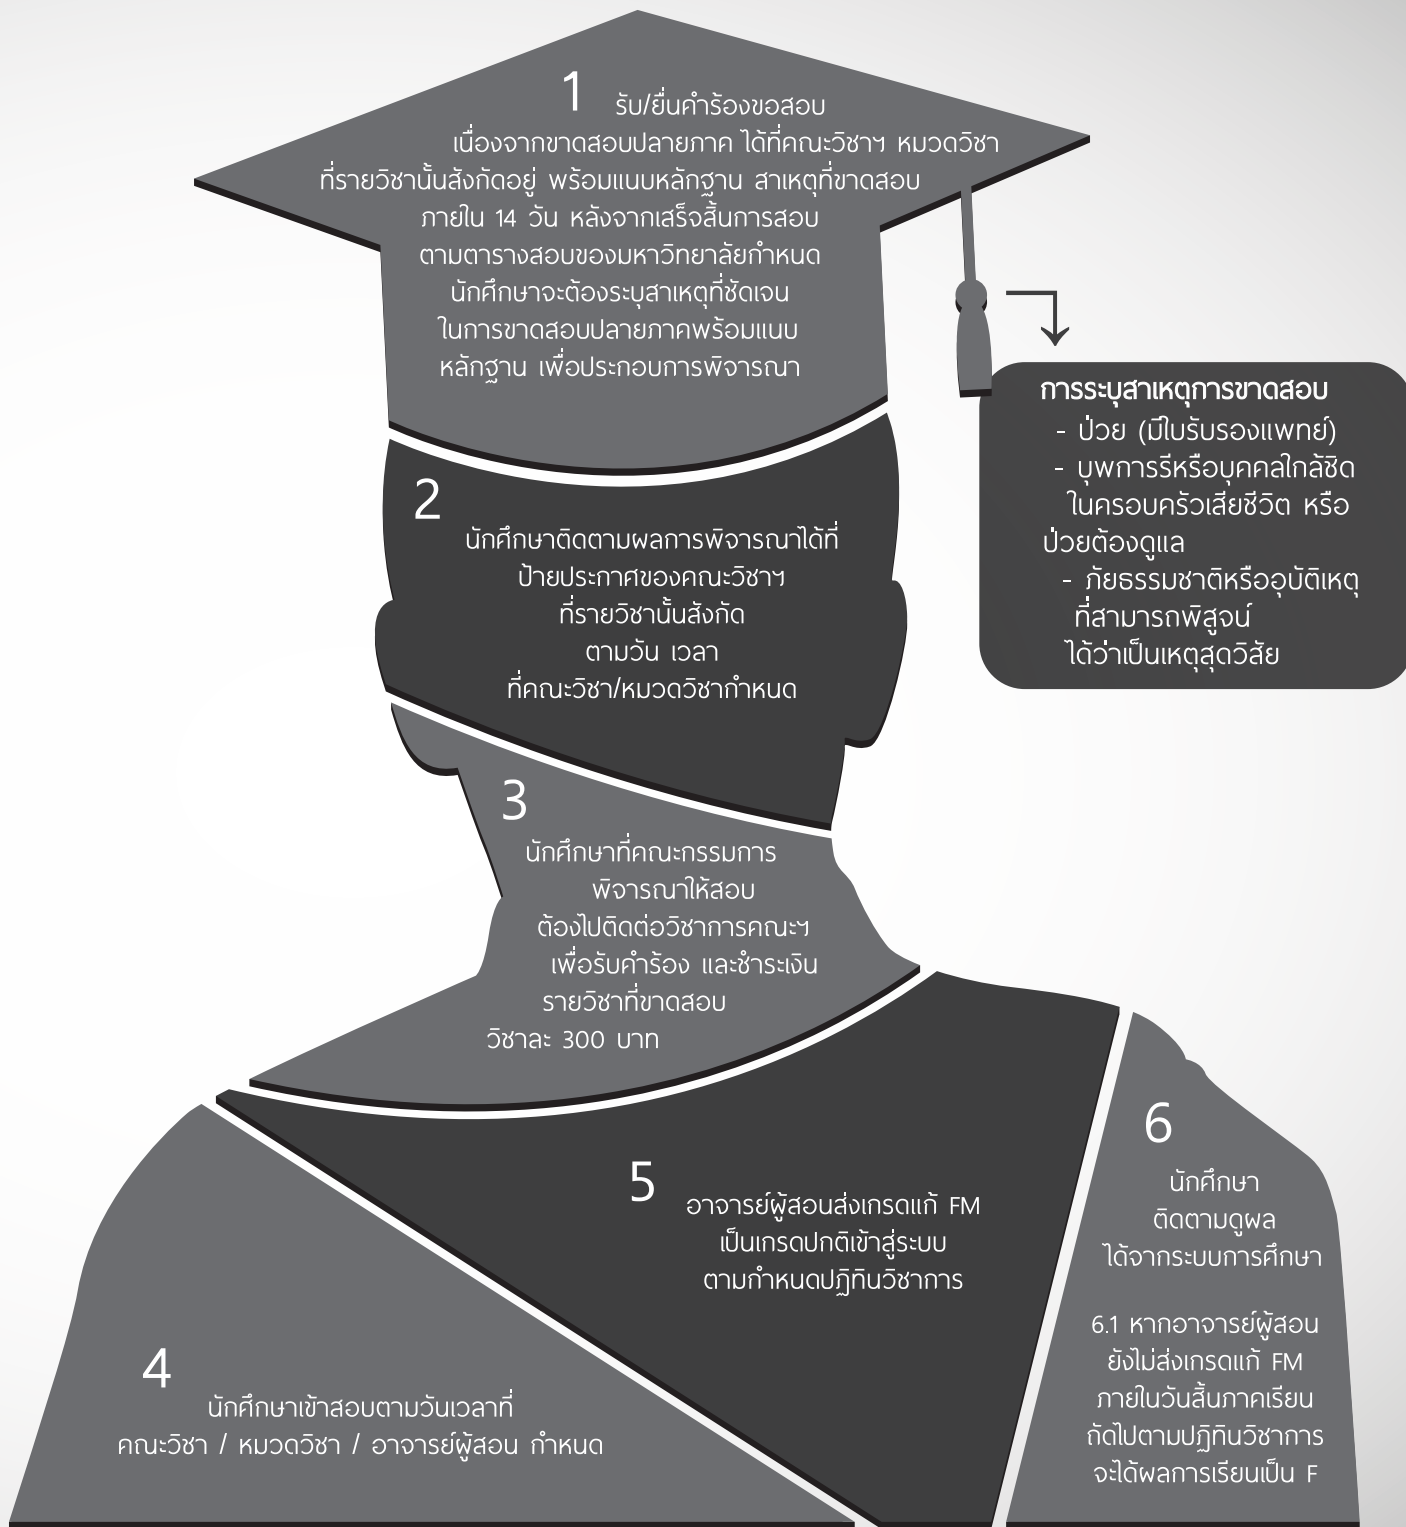 1 รับ/ยื่นคำร้องขอสอบ
เนื่องจากขาดสอบปลายภาค ได้ที่คณะวิชาฯ หมวดวิชา
ที่รายวิชานั้นสังกัดอยู่ พร้อมแนบหลักฐาน สาเหตุที่ขาดสอบ
ภายใน 14 วัน หลังจากเสร็จสิ้นการสอบ
ตามตารางสอบของมหาวิทยาลัยกำหนด
นักศึกษาจะต้องระบุสาเหตุที่ชัดเจน
ในการขาดสอบปลายภาคพร้อมแนบ
หลักฐาน เพื่อประกอบการพิจารณา
การระบุสาเหตุการขาดสอบ
- ป่วย (มีใบรับรองแพทย์)
- บุพการีหรือบุคคลใกล้ชิด
ในครอบครัวเสียชีวิต หรือ
ป่วยต้องดูแล
- ภัยธรรมชาติหรืออุบัติเหตุ
ที่สามารถพิสูจน์
ได้ว่าเป็นเหตุสุดวิสัย
2
นักศึกษาติดตามผลการพิจารณาได้ที่
ป้ายประกาศของคณะวิชาฯ
ที่รายวิชานั้นสังกัด
ตามวัน เวลา
ที่คณะวิชา/หมวดวิชากำหนด
3
นักศึกษาที่คณะกรรมการ
พิจารณาให้สอบ
ต้องไปติดต่อวิชาการคณะฯ
เพื่อรับคำร้อง และชำระเงิน
รายวิชาที่ขาดสอบ
วิชาละ 300 บาท
4
นักศึกษาเข้าสอบตามวันเวลาที่
คณะวิชา / หมวดวิชา / อาจารย์ผู้สอน กำหนด
5
อาจารย์ผู้สอนส่งเกรดแก้ FM
เป็นเกรดปกติเข้าสู่ระบบ
ตามกำหนดปฏิทินวิชาการ
6
นักศึกษา
ติดตามดูผล
ได้จากระบบการศึกษา
6.1 หากอาจารย์ผู้สอน
ยังไม่ส่งเกรดแก้ FM
ภายในวันสิ้นภาคเรียน
ถัดไปตามปฏิทินวิชาการ
จะได้ผลการเรียนเป็น F